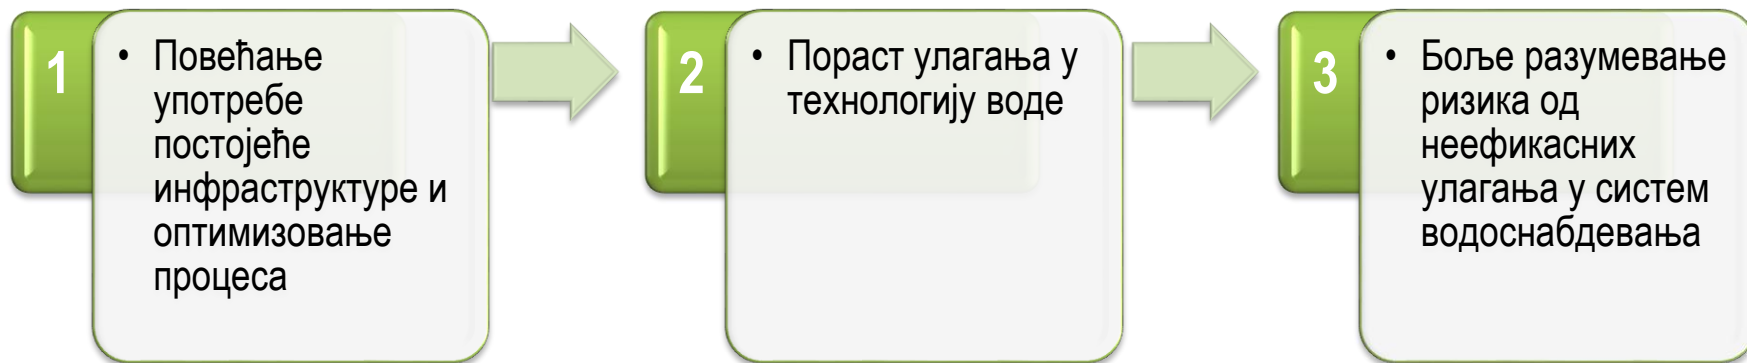 1
• Повећање
употребе
постојеће
инфраструктуре и
оптимизовање
процеса
2
• Пораст улагања у
технологију воде
3
• Боље разумевање
ризика од
неефикасних
улагања у систем
водоснабдевања